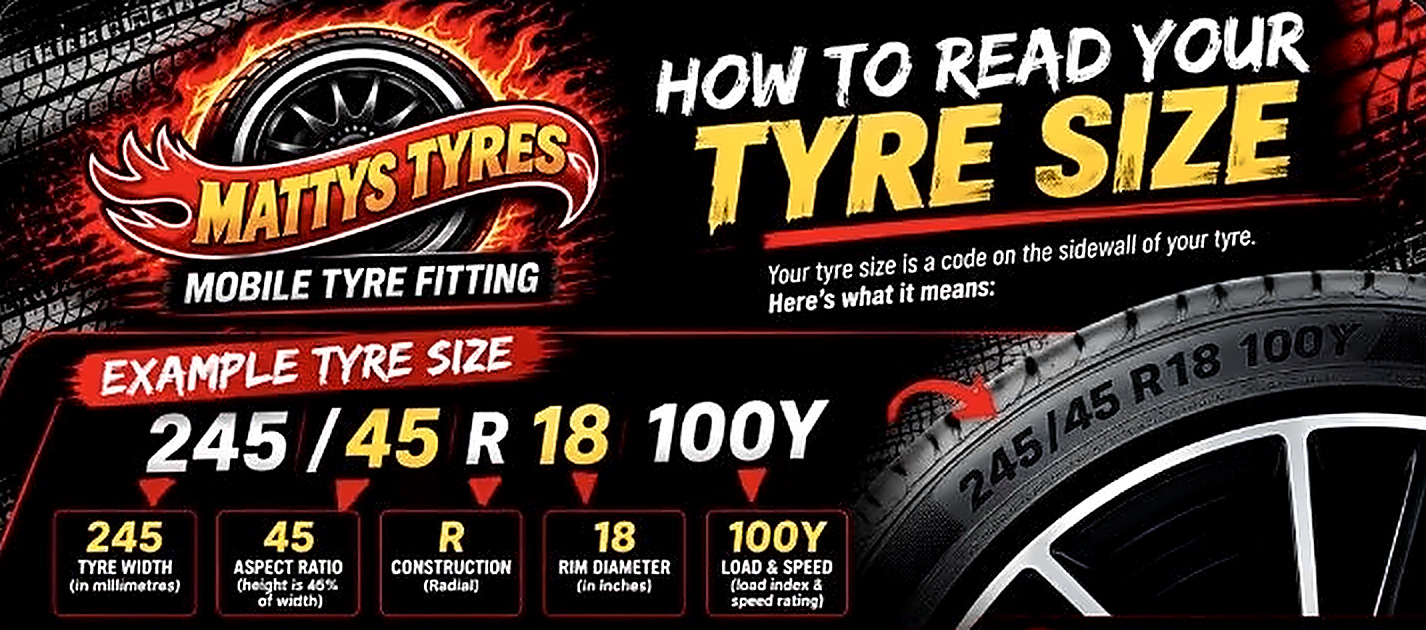 MATTYS TYRES
MOBILE TYRE FITTING
HOW TO READ YOUR
TYRE SIZE
Your tyre size is a code on the sidewall of your tyre.
Here's what it means:
EXAMPLE TYRE SIZE
245 / 45 R 18 100Y
245/45 R18 100Y
245
TYRE WIDTH
(in millimetres)
45
ASPECT RATIO
(height is 45%
of width)
R
CONSTRUCTION
(Radial)
18
RIM DIAMETER
(in inches)
100Y
LOAD & SPEED
(load index &
speed rating)